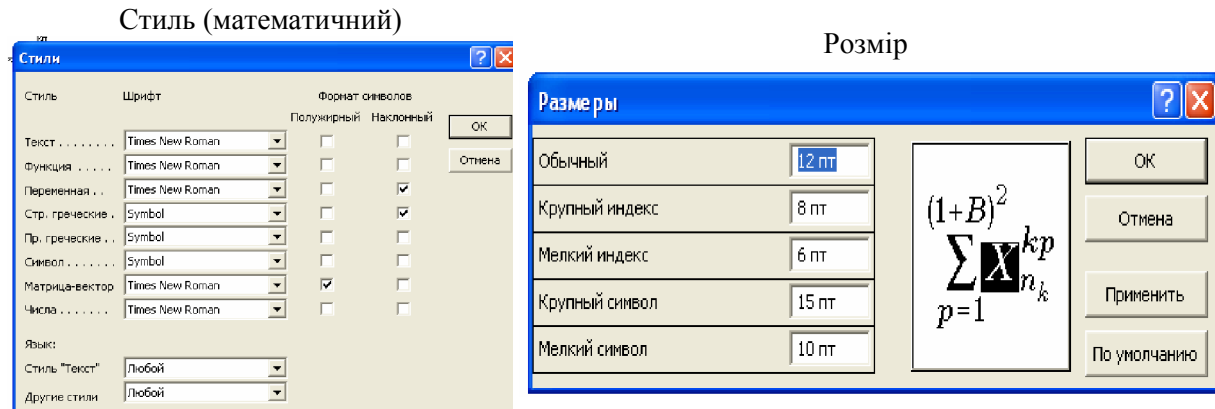 Стиль (математичний)
Стили
Стиль Шрифт Формат символов
Полужирный Наклонный
Текст . . . . . . . . Times New Roman
Функция . . . . . Times New Roman
Переменная . . Times New Roman
Стр. греческие . Symbol
Пр. греческие . . Symbol
Символ . . . . . . . Symbol
Матрица-вектор Times New Roman
Числа . . . . . . . Times New Roman
Язык:
Стиль "Текст" Любой
Другие стили Любой
ОК
Отмена
Розмір
Размеры
Обычный 12 пт
Крупный индекс 8 пт
Мелкий индекс 6 пт
Крупный символ 15 пт
Мелкий символ 10 пт
(1+B)²
∑ X kp
n k
p=1
ОК
Отмена
Применить
По умолчанию